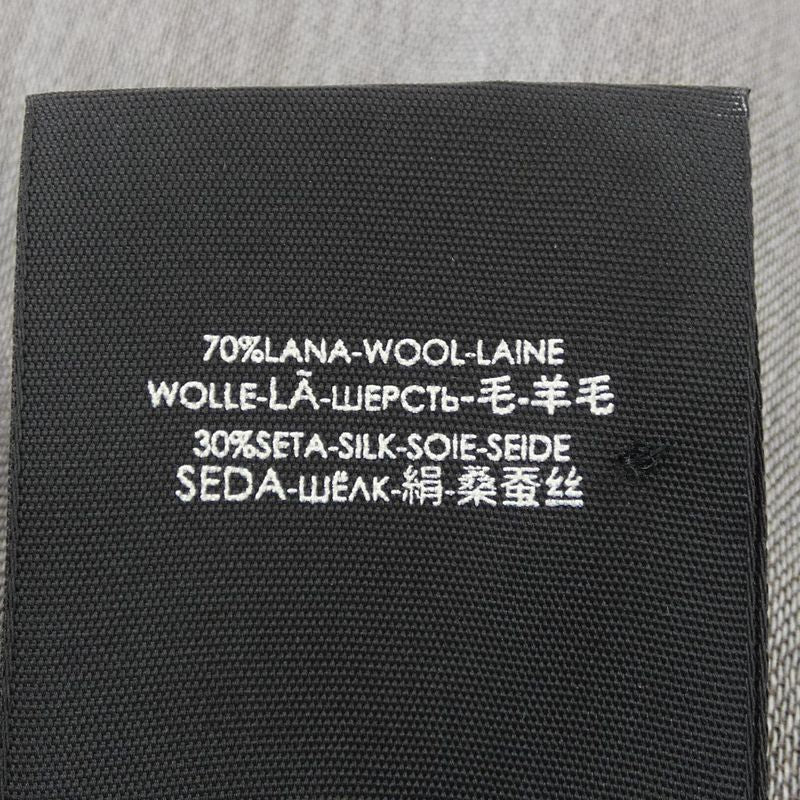 70%LANA-WOOL-LAINE
WOLLE-LÃ-ШЕРСТЬ-毛-羊毛
30%SETA-SILK-SOIE-SEIDE
SEDA-ШЁЛК-絹-桑蚕丝